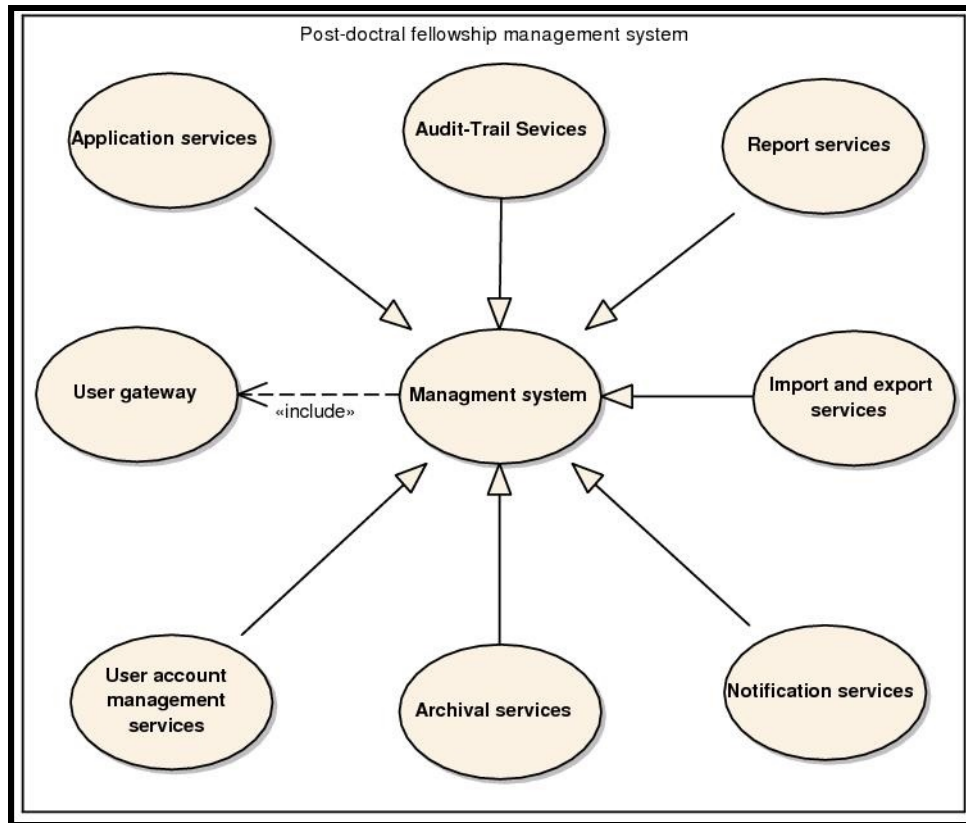 Post-doctral fellowship management system
Application services
Audit-Trail Sevices
Report services
User gateway
«include»
Managment system
Import and export
services
User account
management
services
Archival services
Notification services